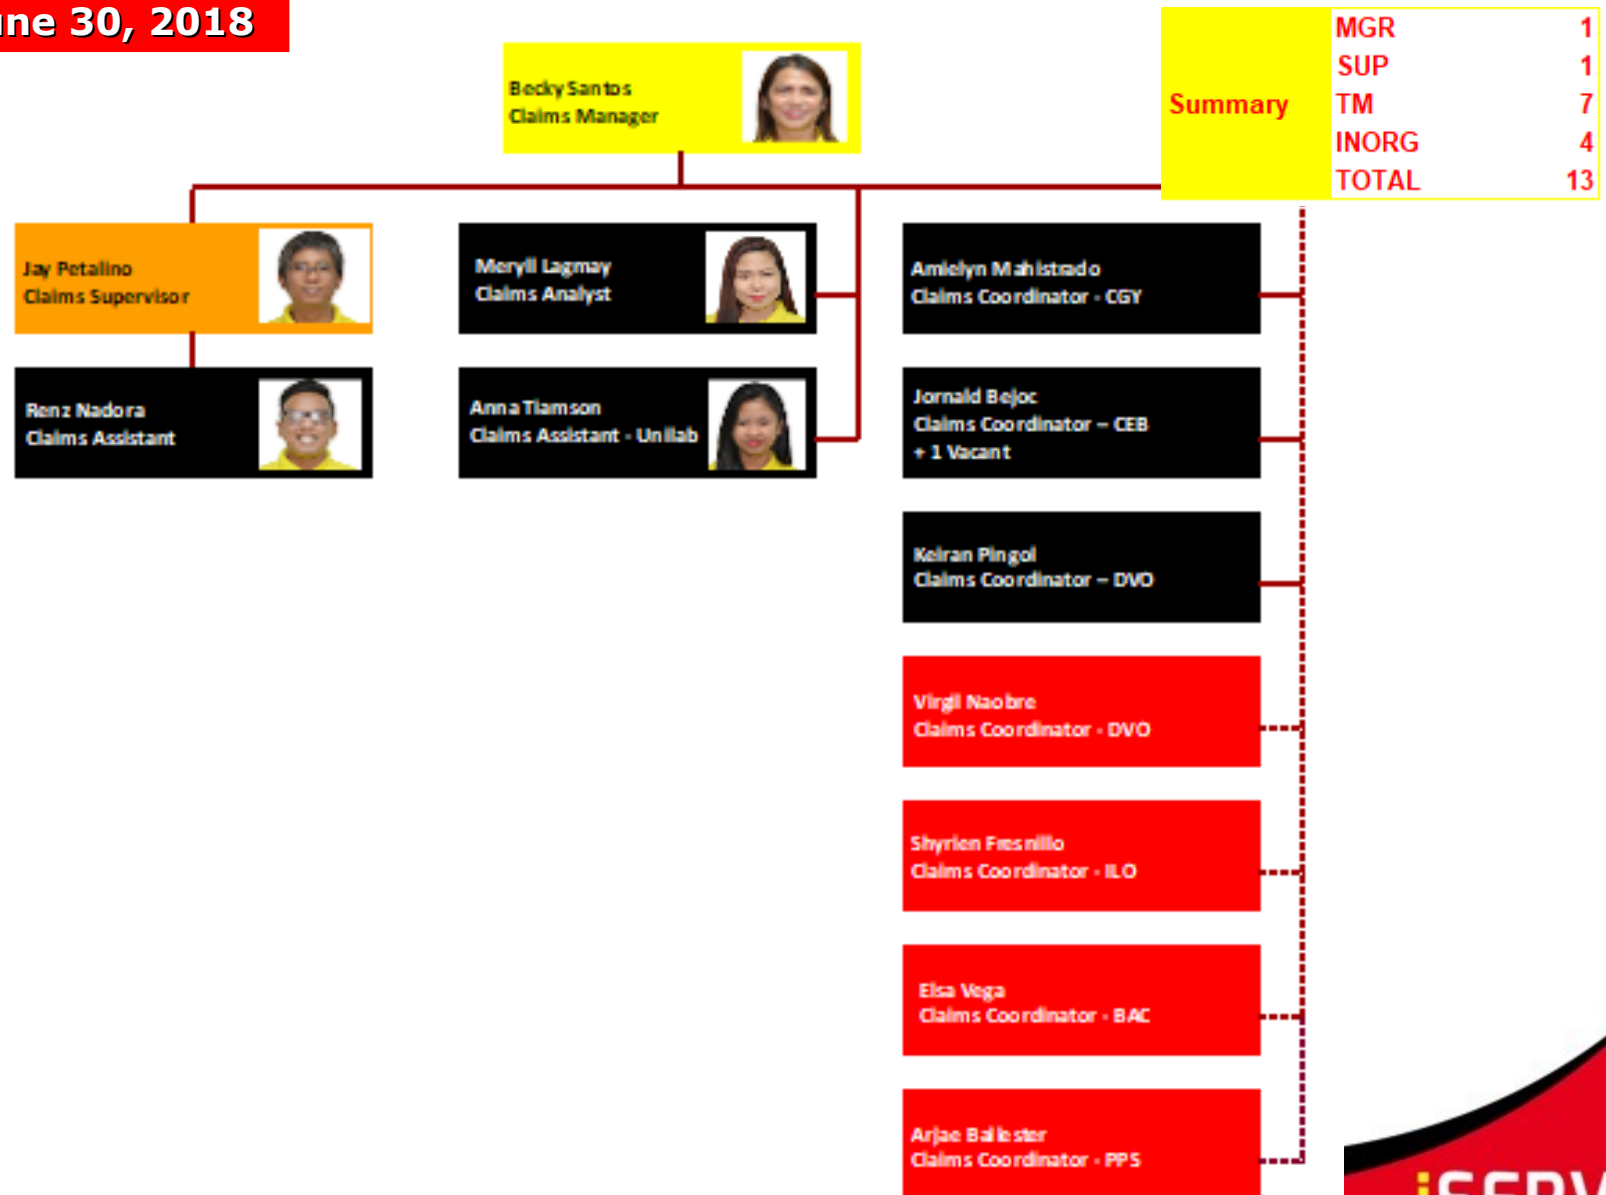 une 30, 2018
Becky Santos
Claims Manager
Summary
MGR 1
SUP 1
TM 7
INORG 4
TOTAL 13
Jay Petalino
Claims Supervisor
Meryll Lagmay
Claims Analyst
Amielyn Mahistrado
Claims Coordinator - CGY
Renz Nadora
Claims Assistant
Anna Tiamson
Claims Assistant - Unilab
Jornald Bejoc
Claims Coordinator – CEB
+ 1 Vacant
Keiran Pingol
Claims Coordinator – DVO
Virgil Naobre
Claims Coordinator - DVO
Shyrien Fresnillo
Claims Coordinator - ILO
Elsa Vega
Claims Coordinator - BAC
Arjae Ballester
Claims Coordinator - PPS
iSERV